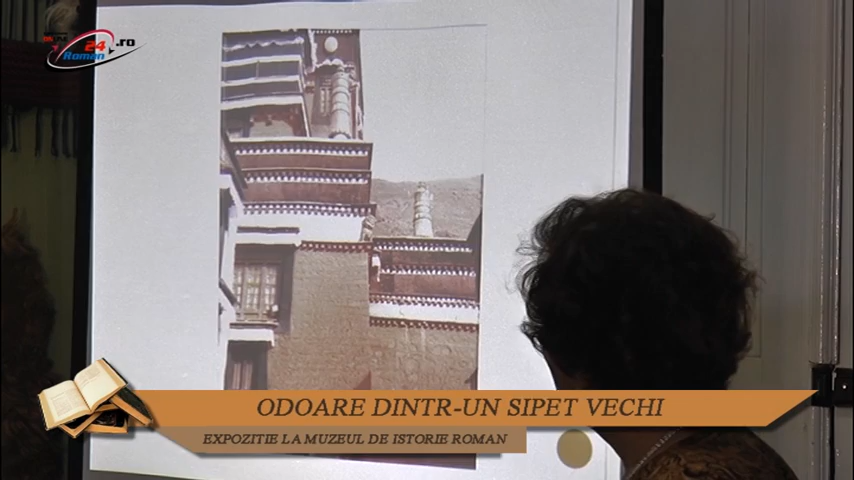 24.ro
Roman
ODOARE DINTR-UN SIPET VECHI
EXPOZITIE LA MUZEUL DE ISTORIE ROMAN